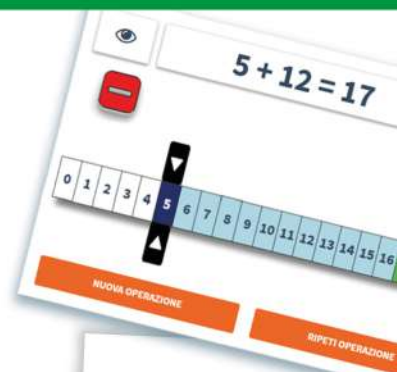 5 + 12 = 17
0 1 2 3 4 5 6 7 8 9 10 11 12 13 14 15 16
NUOVA OPERAZIONE
RIPETI OPERAZIONE